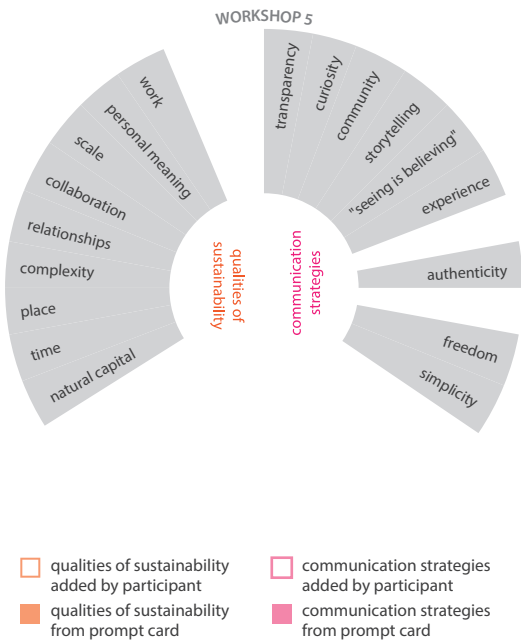 WORKSHOP 5
work
personal meaning
scale
collaboration
relationships
complexity
place
time
natural capital
qualities of
sustainability
communication
strategies
transparency
curiosity
community
storytelling
"seeing is believing"
experience
authenticity
freedom
simplicity
qualities of sustainability
added by participant
qualities of sustainability
from prompt card
communication strategies
added by participant
communication strategies
from prompt card